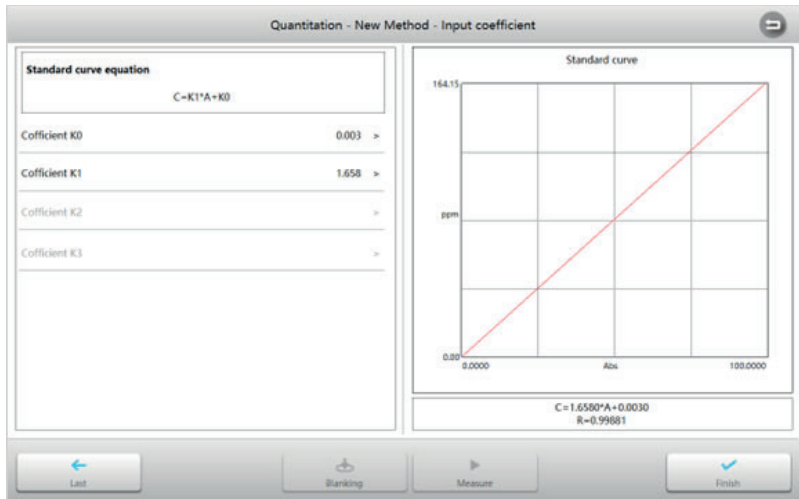 Quantitation - New Method - Input coefficient
Standard curve equation
C=K1*A+K0
Cofficient K0 0.003 >
Cofficient K1 1.658 >
Cofficient K2 >
Cofficient K3 >
Standard curve
164.15
ppm
0.00
0.0000 Abs 100.0000
C=1.6580*A+0.0030
R=0.99881
Last
Blanking
Measure
Finish